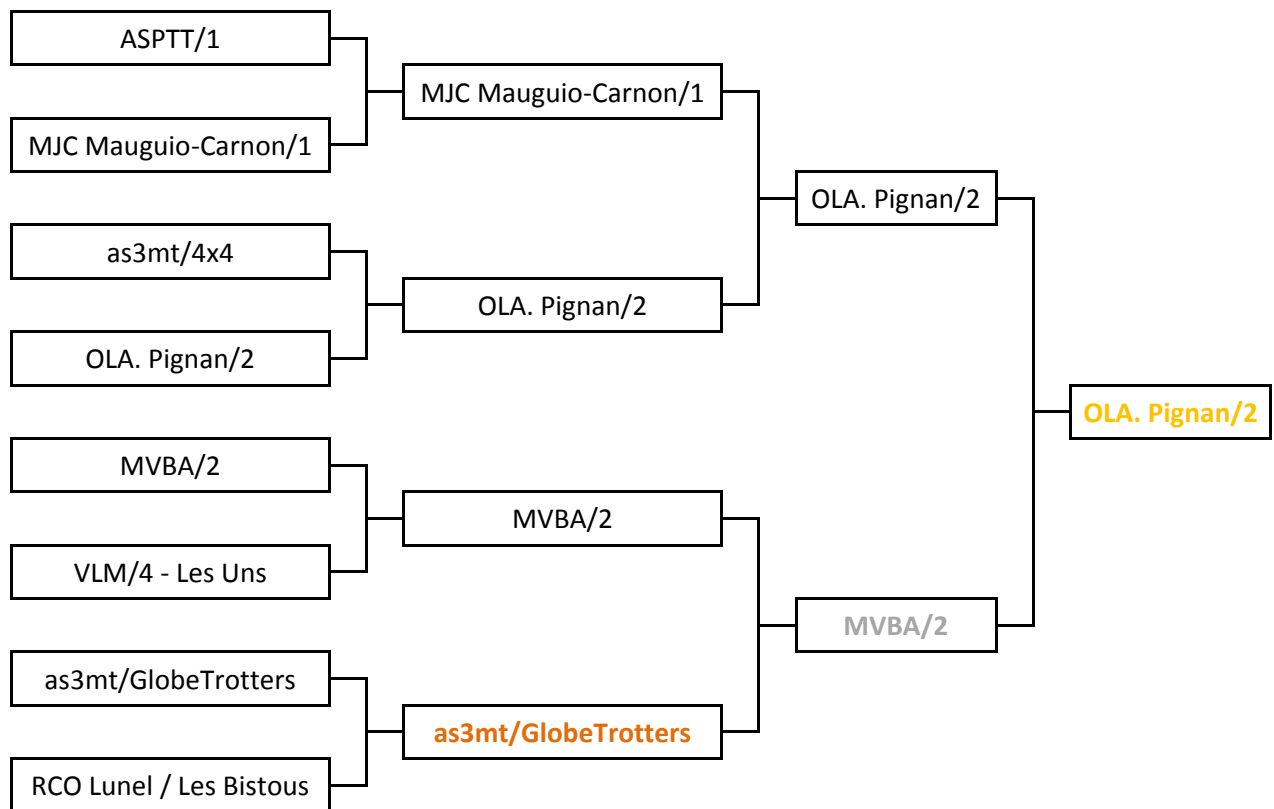 ASPTT/1
MJC Mauguio-Carnon/1
MJC Mauguio-Carnon/1
OLA. Pignan/2
as3mt/4x4
OLA. Pignan/2
OLA. Pignan/2
OLA. Pignan/2
MVBA/2
MVBA/2
VLM/4 - Les Uns
MVBA/2
as3mt/GlobeTrotters
as3mt/GlobeTrotters
RCO Lunel / Les Bistous